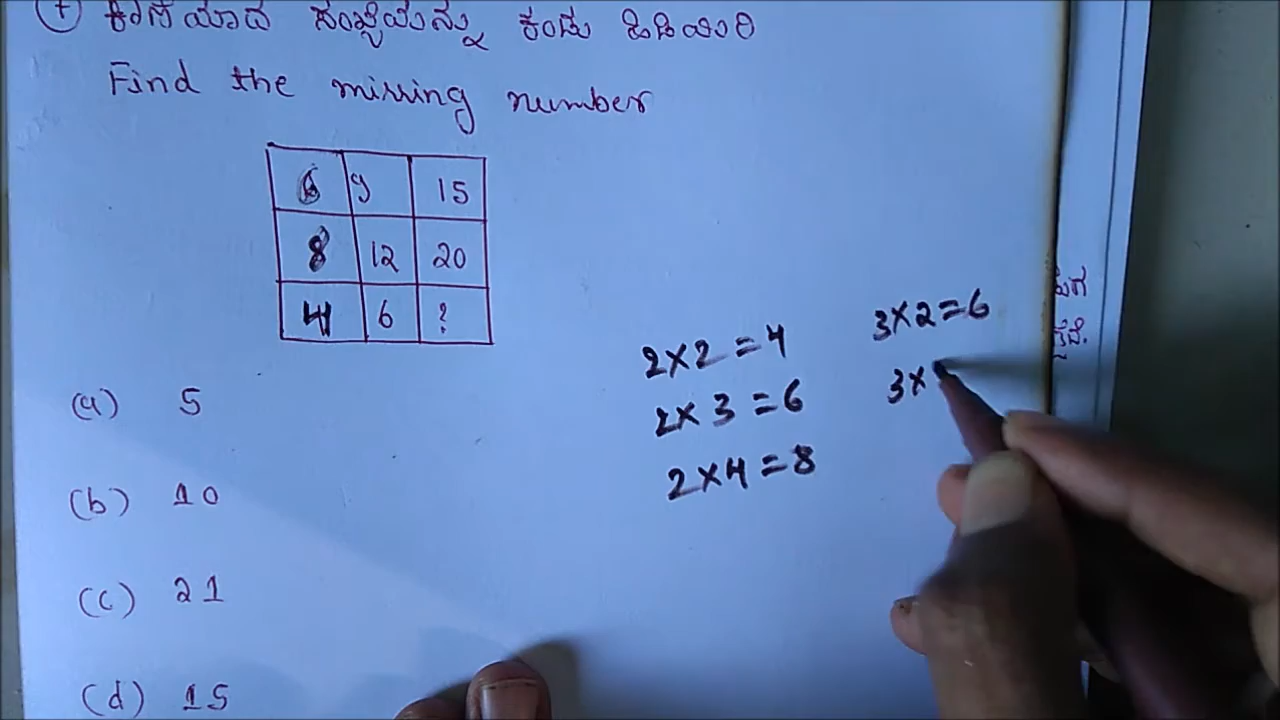 ಕಾಣೆಯಾದ ಸಂಖ್ಯೆಯನ್ನು ಕಂಡು ಹಿಡಿಯಿರಿ
Find the missing number
6 9 15
8 12 20
4 6 ?
(a) 5
(b) 10
(c) 21
(d) 15
2×2=4
2×3=6
2×4=8
3×2=6
3×